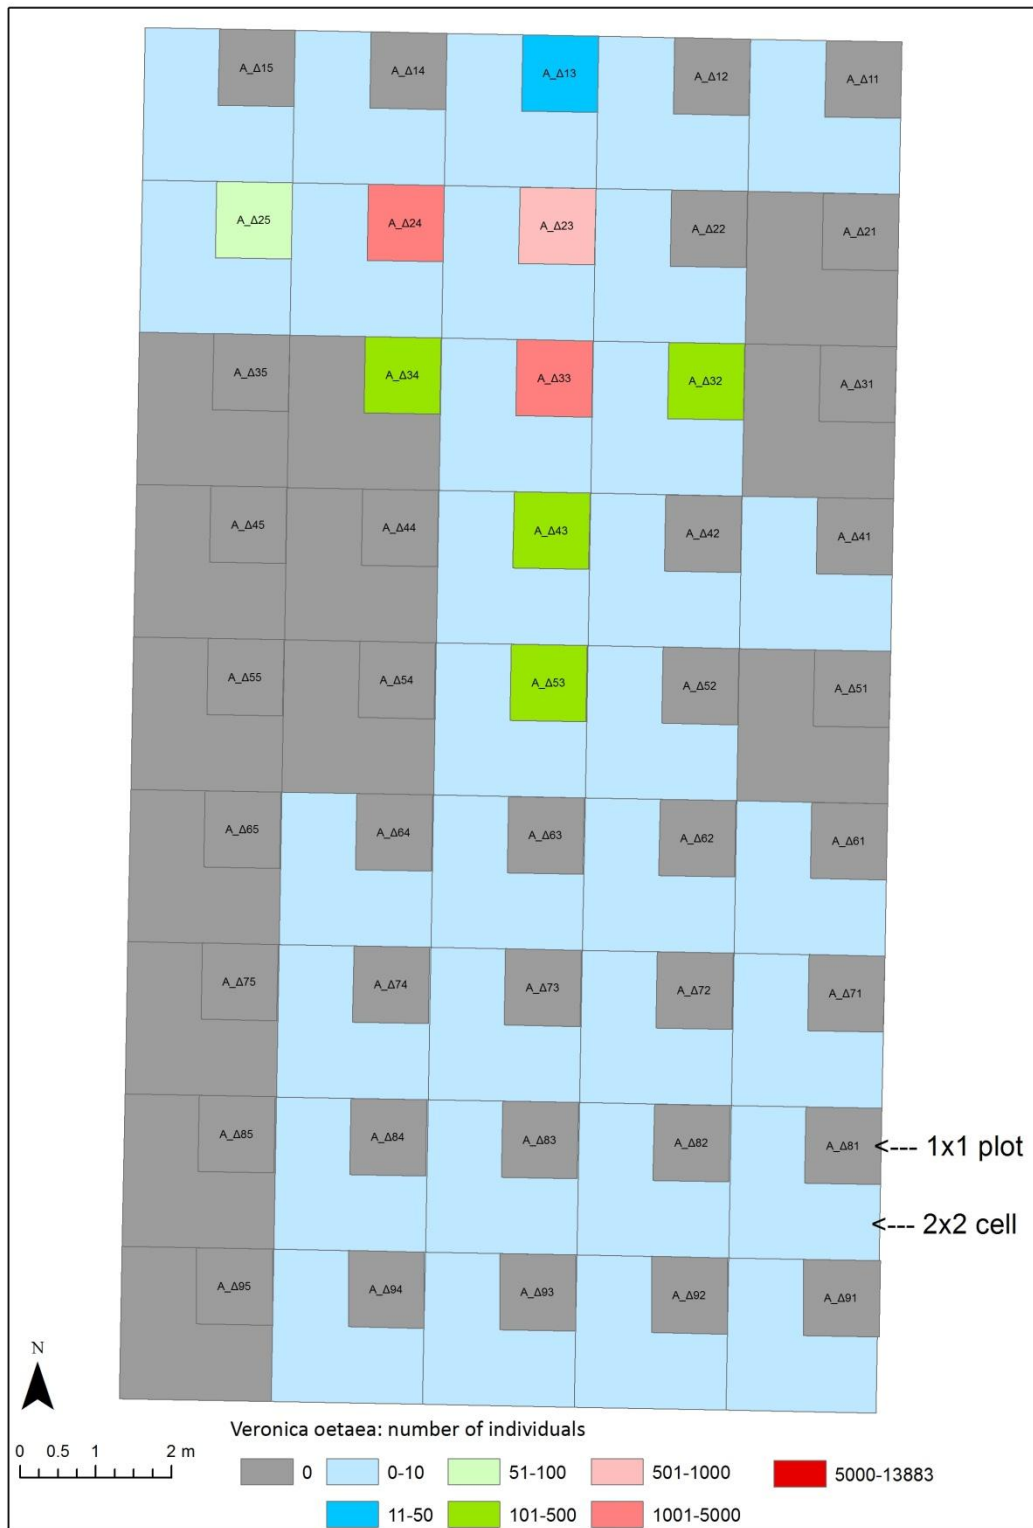 A_Δ15 A_Δ14 A_Δ13 A_Δ12 A_Δ11
A_Δ25 A_Δ24 A_Δ23 A_Δ22 A_Δ21
A_Δ35 A_Δ34 A_Δ33 A_Δ32 A_Δ31
A_Δ45 A_Δ44 A_Δ43 A_Δ42 A_Δ41
A_Δ55 A_Δ54 A_Δ53 A_Δ52 A_Δ51
A_Δ65 A_Δ64 A_Δ63 A_Δ62 A_Δ61
A_Δ75 A_Δ74 A_Δ73 A_Δ72 A_Δ71
A_Δ85 A_Δ84 A_Δ83 A_Δ82 A_Δ81 <--- 1x1 plot
<--- 2x2 cell
A_Δ95 A_Δ94 A_Δ93 A_Δ92 A_Δ91
N
Veronica oetaea: number of individuals
0 0.5 1 2 m
0 0-10 51-100 501-1000 5000-13883
11-50 101-500 1001-5000